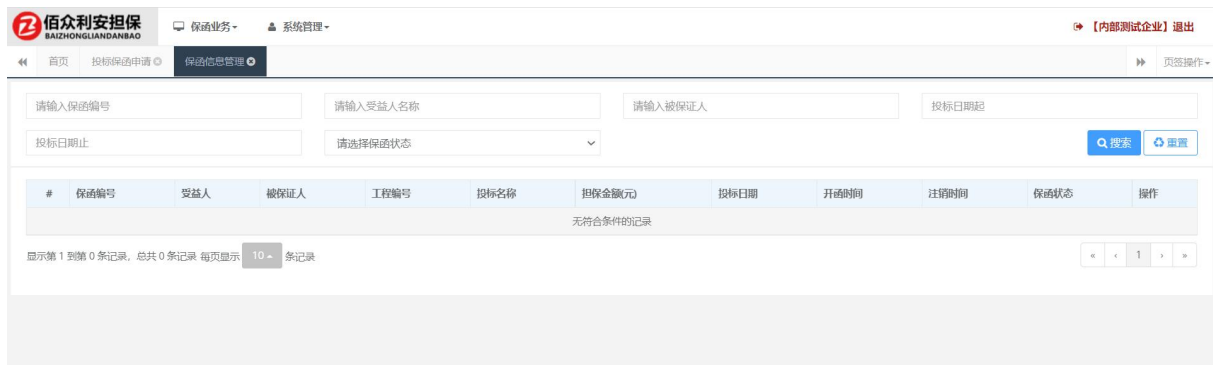 佰众利安担保
BAIZHONGLIANDANBAO
保函业务
系统管理
【内部测试企业】退出
首页
投标保函申请
保函信息管理
页签操作
请输入保函编号
请输入受益人名称
请输入被保证人
投标日期起
投标日期止
请选择保函状态
搜索
重置
# 保函编号 受益人 被保证人 工程编号 投标名称 担保金额(元) 投标日期 开函时间 注销时间 保函状态 操作
无符合条件的记录
显示第 1 到第 0 条记录，总共 0 条记录 每页显示 10 条记录
« ‹ 1 › »